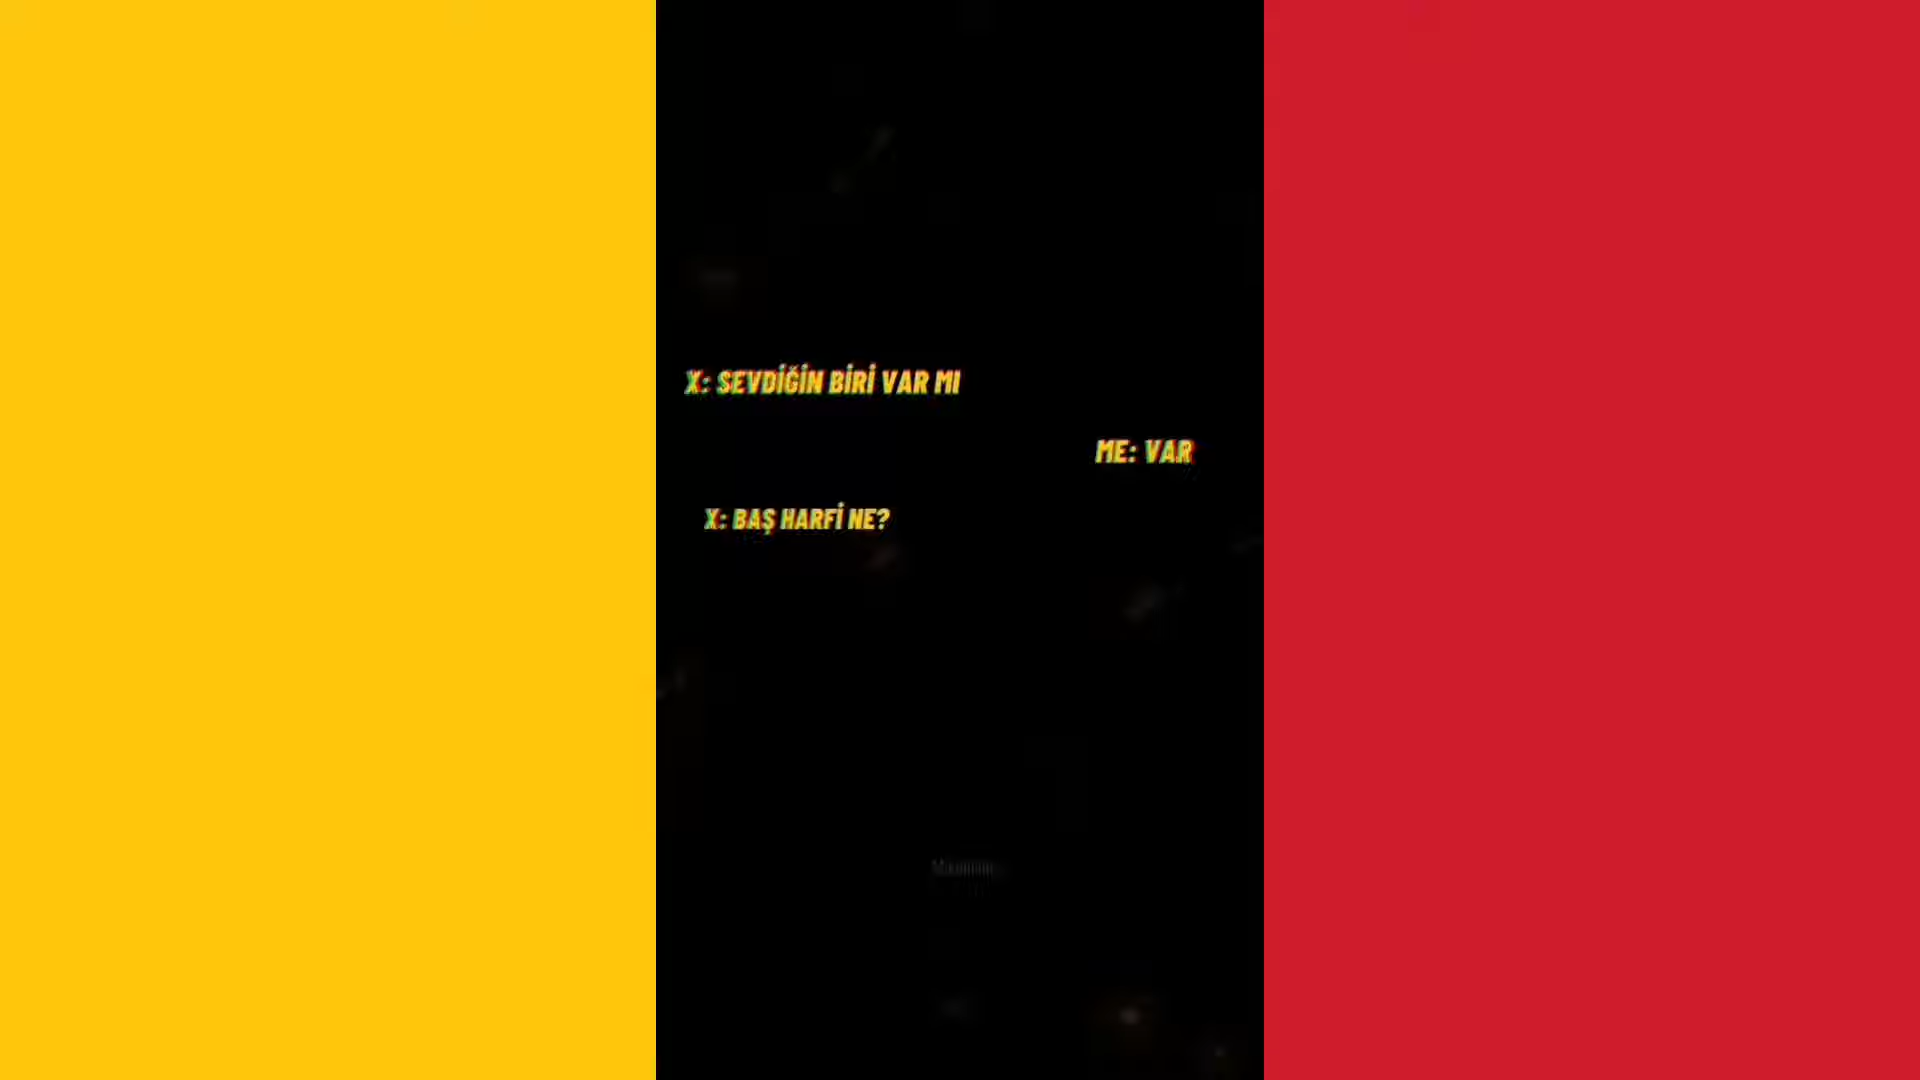 X: SEVDİĞİN BİRİ VAR MI
ME: VAR
X: BAŞ HARFİ NE?